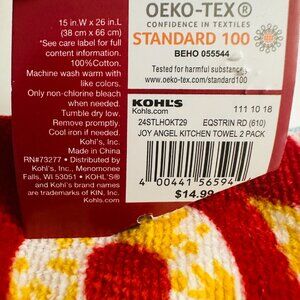 15 in.W x 26 in.L
(38 cm x 66 cm)
*See care label for full
content information.
100%Cotton.
Machine wash warm with
like colors.
Only non-chlorine bleach
when needed.
Tumble dry low.
Remove promptly.
Cool iron if needed.
Kohl's, Inc.
Made in China
RN#73277 • Distributed by
Kohl's, Inc., Menomonee
Falls, WI 53051 • KOHL'S®
and Kohl's brand names
are trademarks of KIN, Inc.
OEKO-TEX®
CONFIDENCE IN TEXTILES
STANDARD 100
BEHO 055544
Tested for harmful substances.
www.oeko-tex.com/standard100
KOHL'S
Kohls.com
111 10 18
24STLHOKT29
EQSTRIN RD (610)
JOY ANGEL KITCHEN TOWEL 2 PACK
4 00441 56594
$14.99